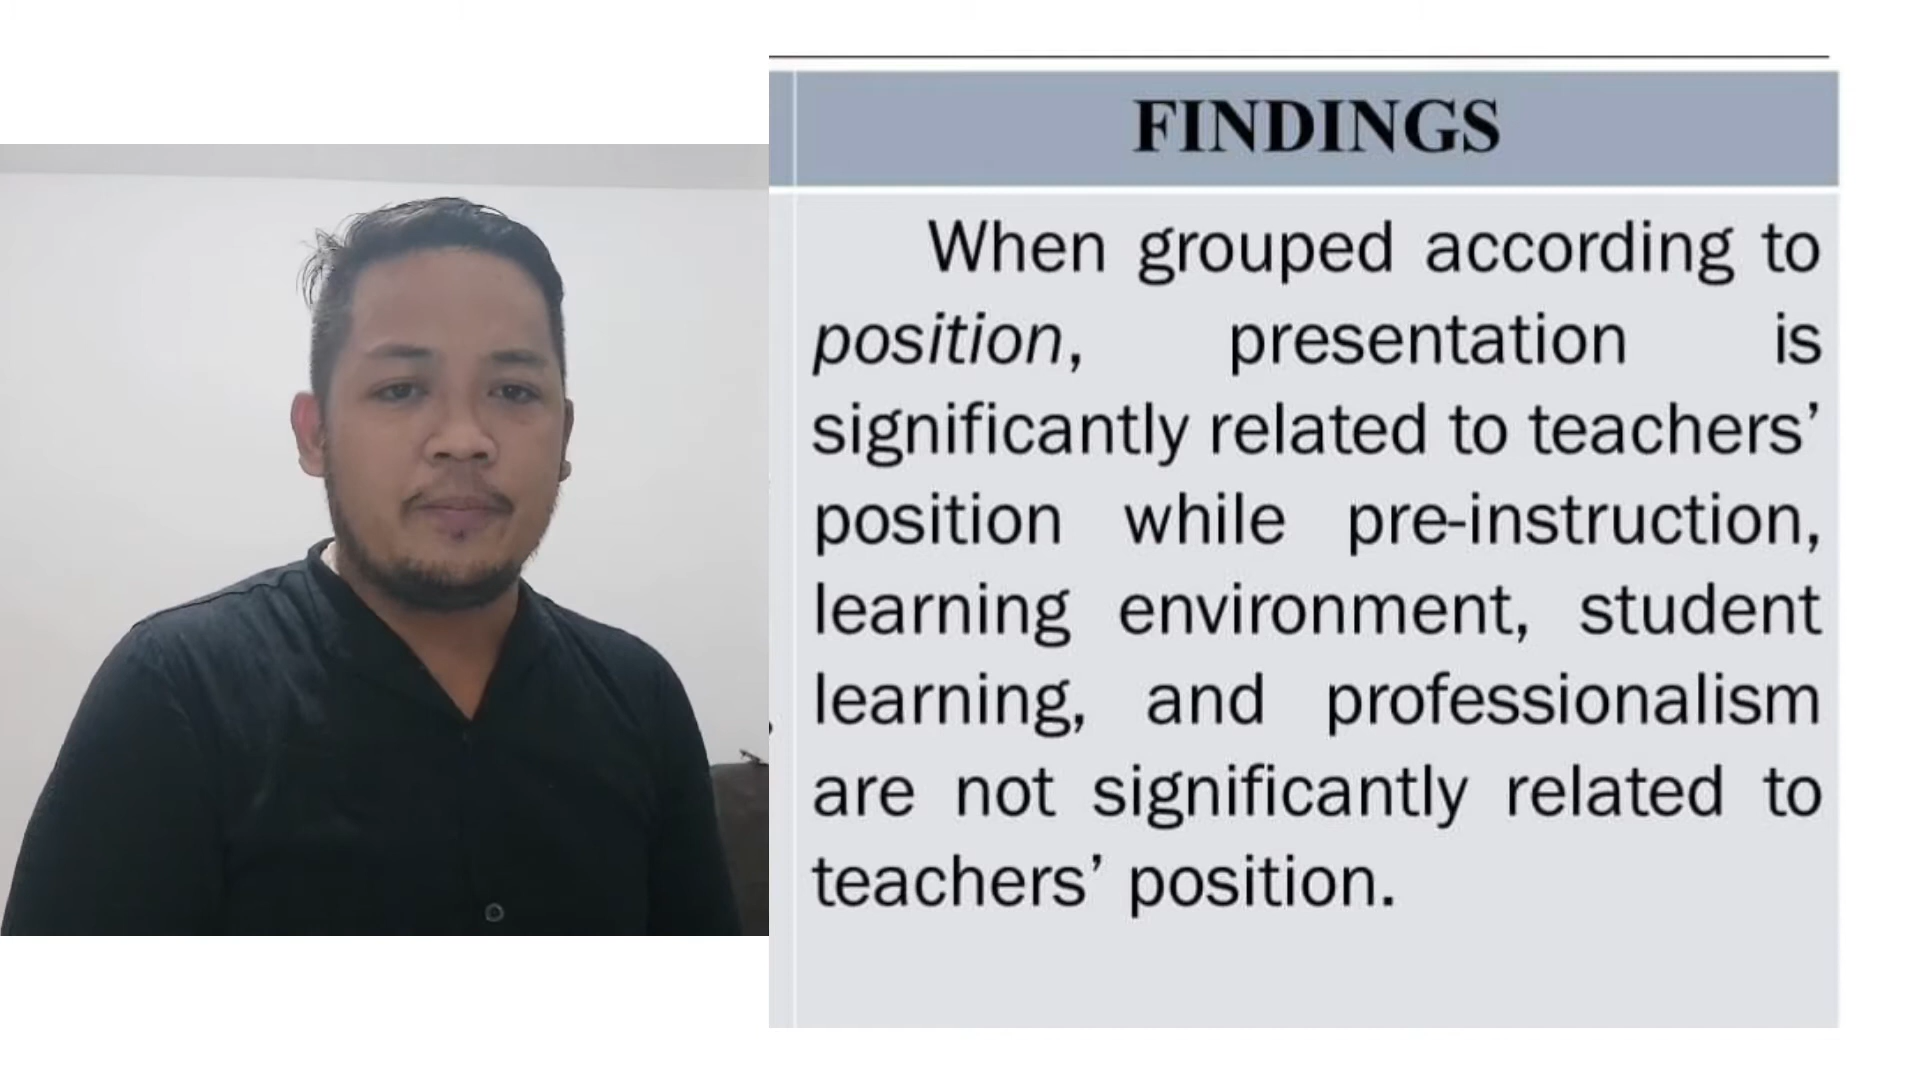 FINDINGS
When grouped according to
position, presentation is
significantly related to teachers’
position while pre-instruction,
learning environment, student
learning, and professionalism
are not significantly related to
teachers’ position.